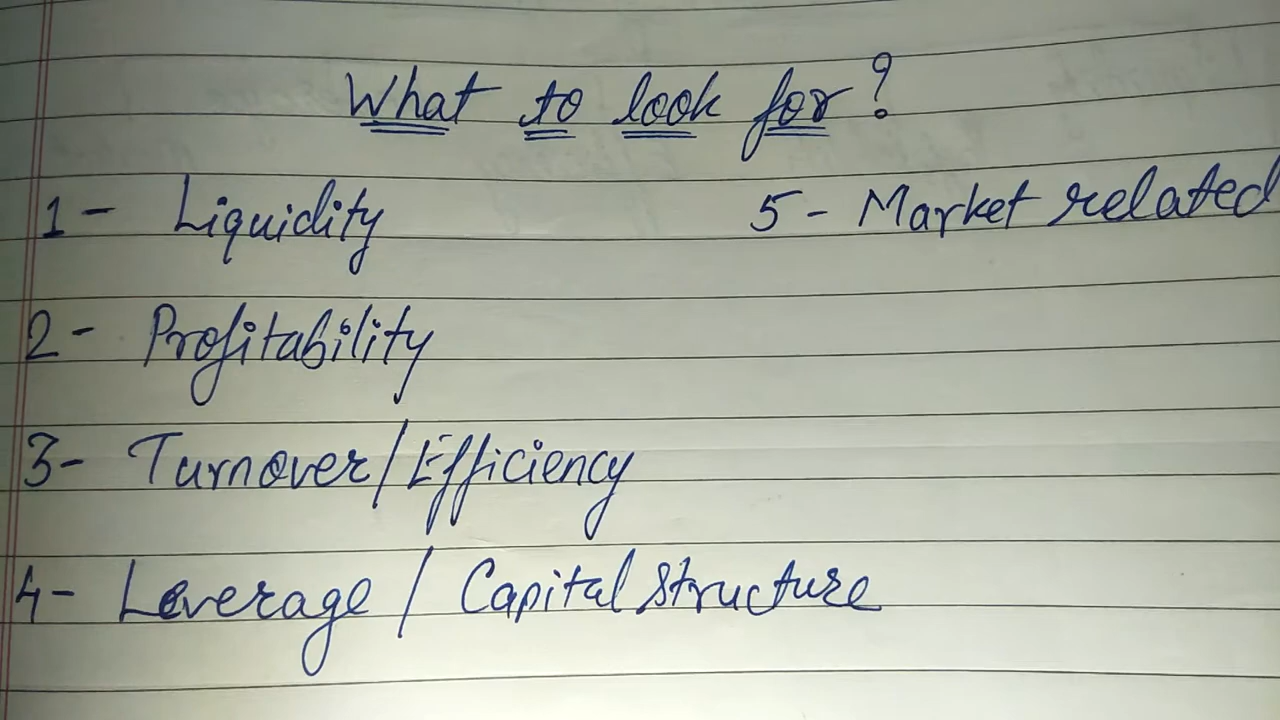 What to look for?
1- Liquidity
2- Profitability
3- Turnover/Efficiency
4- Leverage / Capital structure
5- Market related